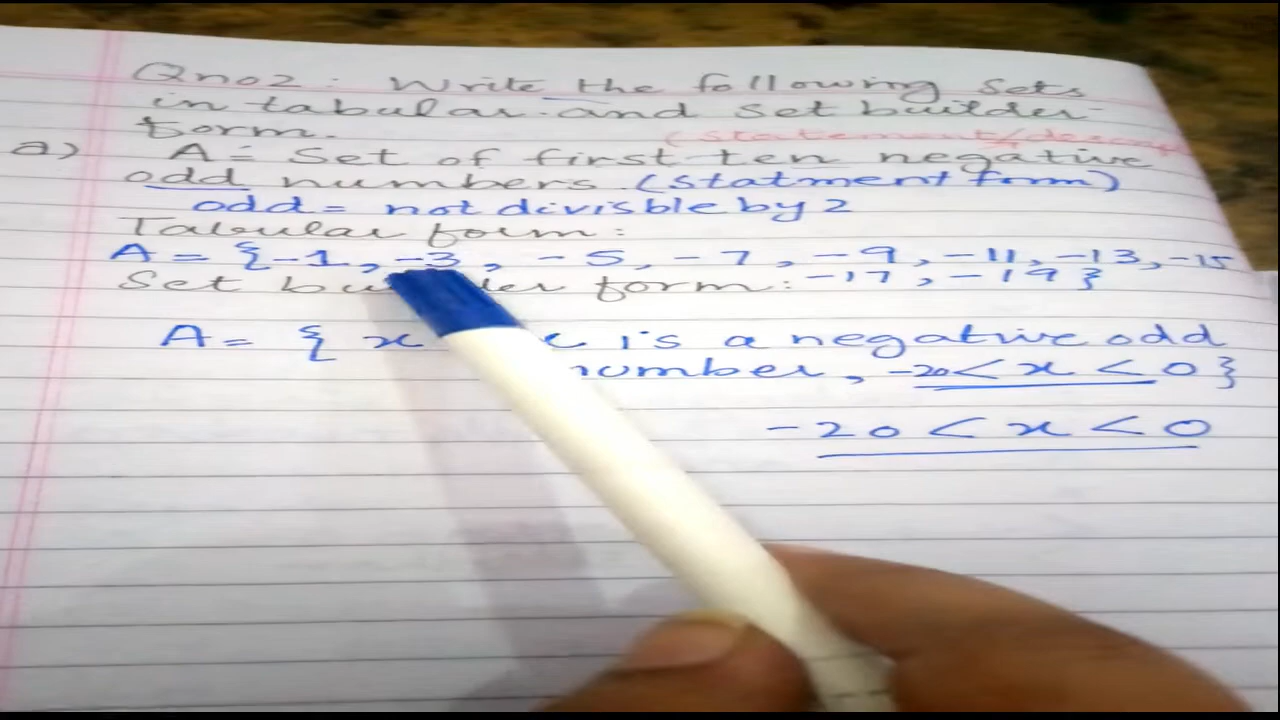 Qno2: Write the following Sets
in tabular and set builder
form.
(statement/
a) A = Set of first ten negative
odd numbers (statment form)
odd = not divisble by 2
Tabular form:
A = {-1, -3, -5, -7, -9, -11, -13, -15
-17, -19}
Set builder form:
A = { x x is a negative odd
number, -20 < x < 0}
-20 < x < 0